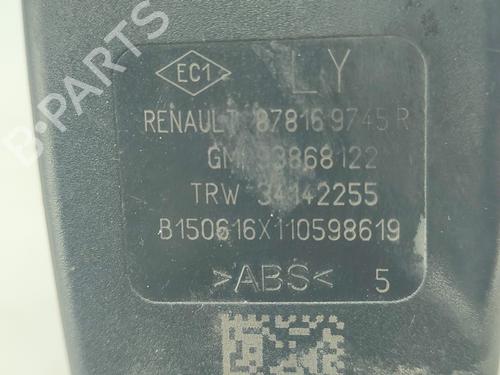 EC1 LY
RENAULT 878169745R
GM 93868122
TRW 34142255
B150616X110598619
>ABS< 5
B-PARTS